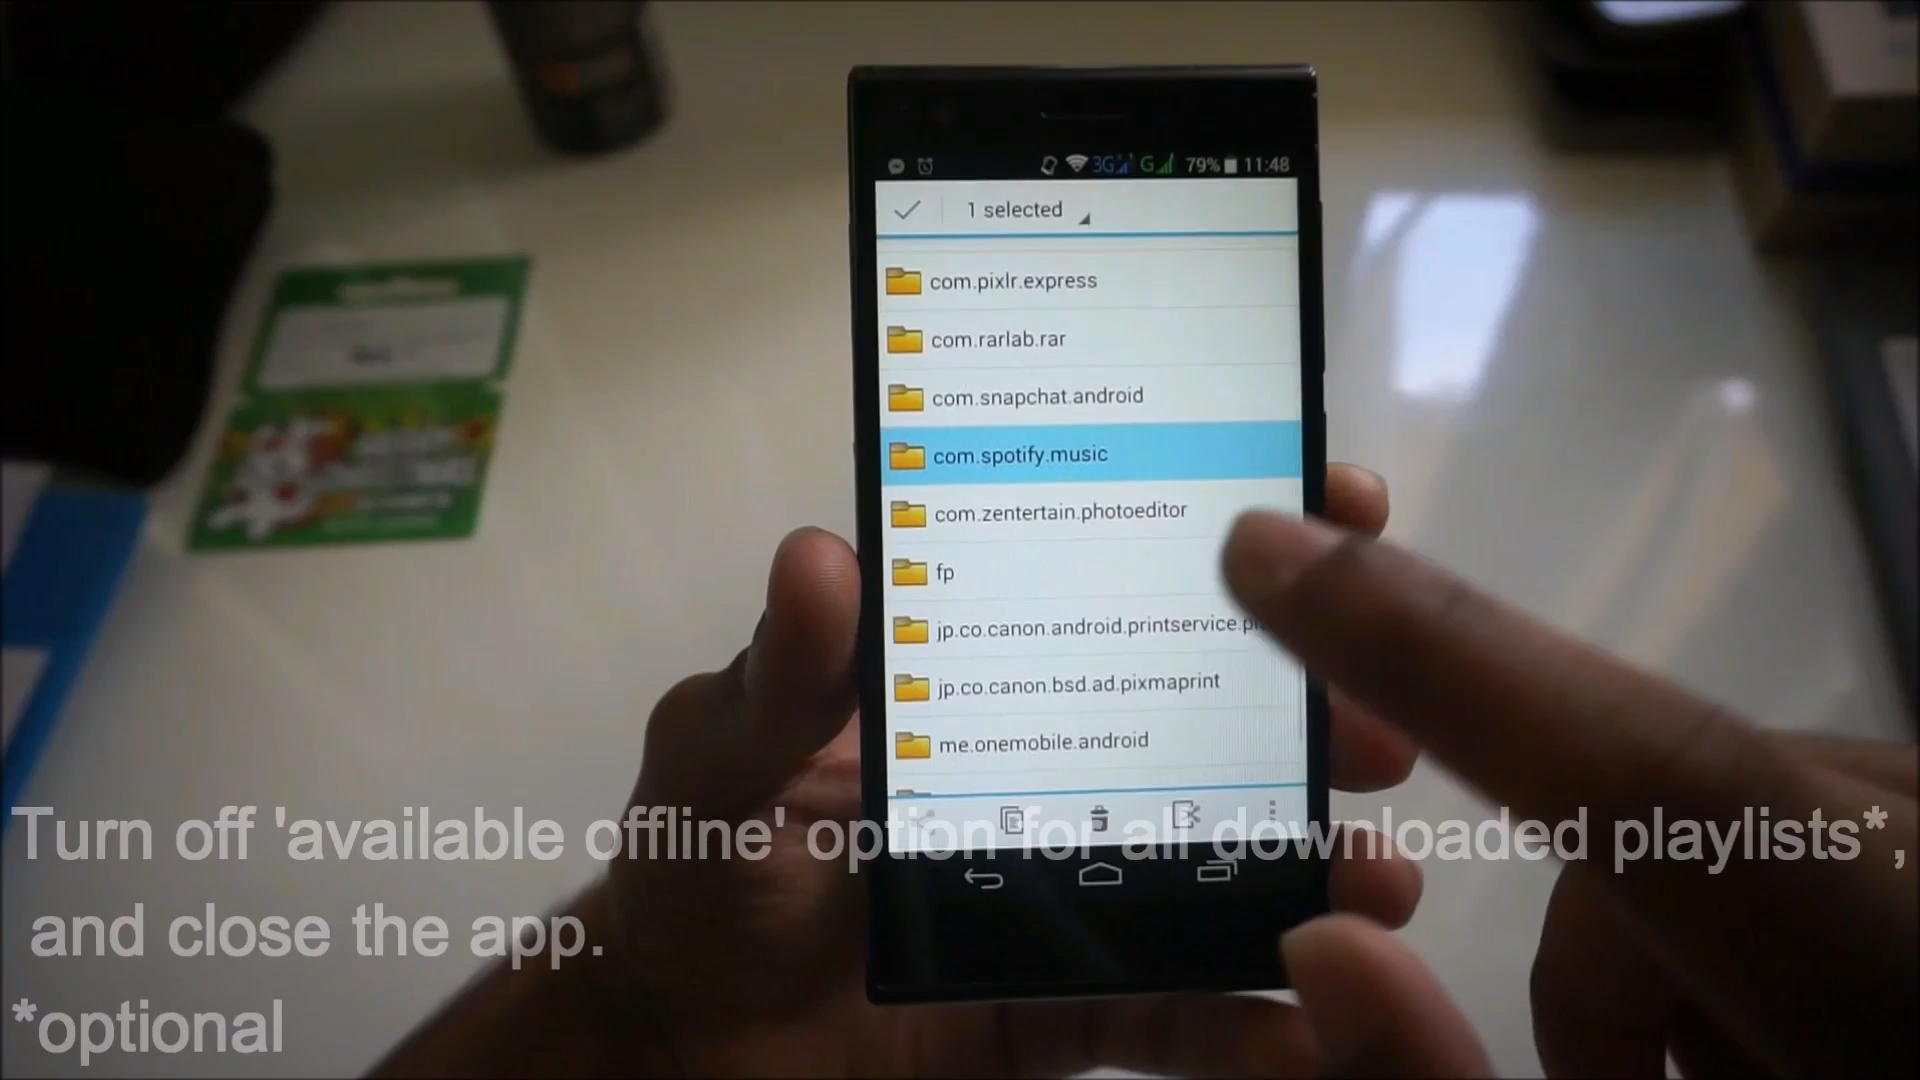 3G G 79% 11:48
1 selected
com.pixlr.express
com.rarlab.rar
com.snapchat.android
com.spotify.music
com.zentertain.photoeditor
fp
jp.co.canon.android.printservice.
jp.co.canon.bsd.ad.pixmaprint
me.onemobile.android
Turn off 'available offline' option for all downloaded playlists*,
and close the app.
*optional